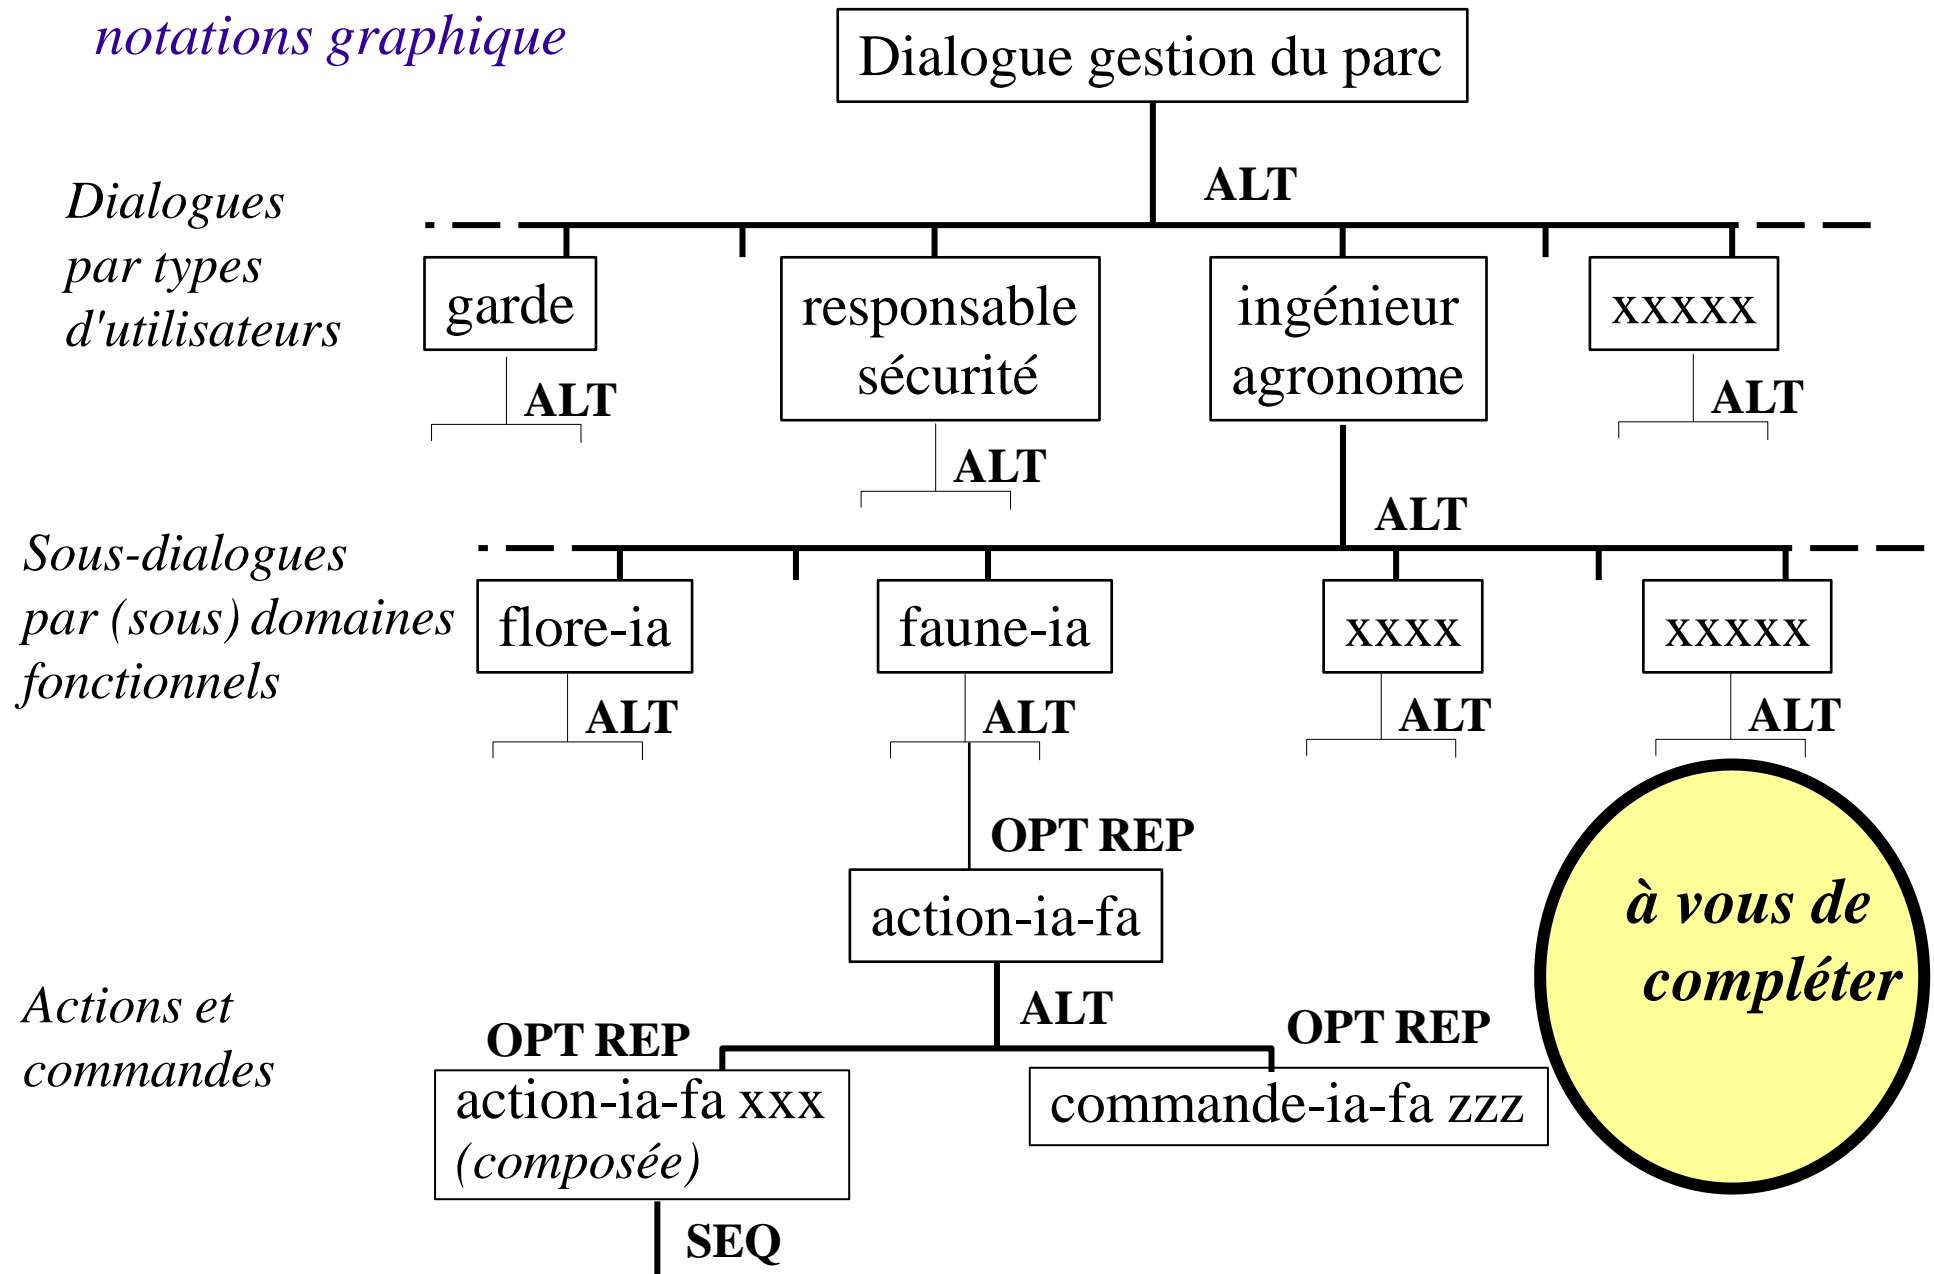 notations graphique
Dialogue gestion du parc
ALT
Dialogues
par types
d'utilisateurs
garde
responsable
sécurité
ingénieur
agronome
xxxxx
ALT
ALT
ALT
ALT
Sous-dialogues
par (sous) domaines
fonctionnels
flore-ia
faune-ia
xxxx
xxxxx
ALT
ALT
ALT
ALT
OPT REP
action-ia-fa
à vous de
compléter
Actions et
commandes
ALT
OPT REP
OPT REP
action-ia-fa xxx
(composée)
commande-ia-fa zzz
SEQ